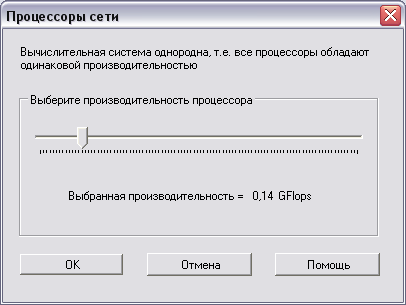 Процессоры сети
Вычислительная система однородна, т.е. все процессоры обладают
одинаковой производительностью
Выберите производительность процессора
Выбранная производительность = 0,14 GFlops
OK
Отмена
Помощь